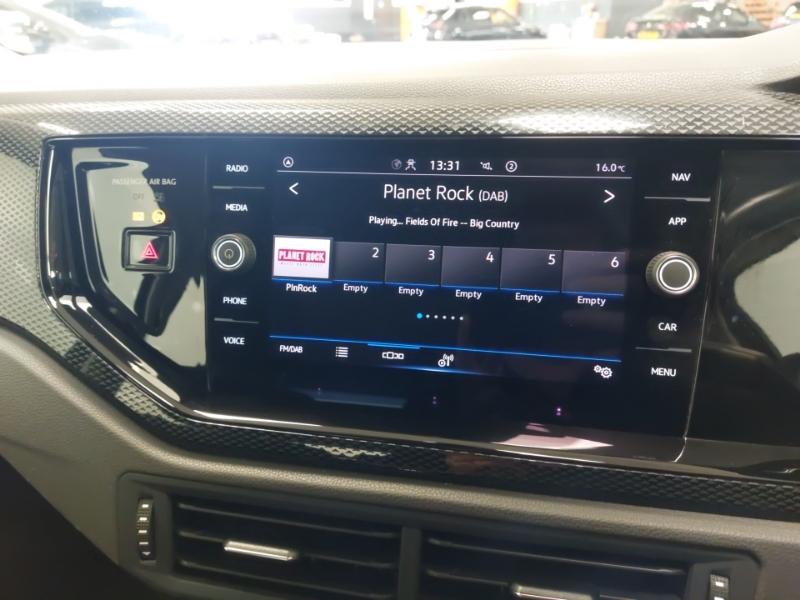 PASSENGER AIR BAG
OFF
RADIO
MEDIA
PHONE
VOICE
13:31
2
16.0°C
<
Planet Rock (DAB)
>
Playing... Fields Of Fire -- Big Country
PLANET ROCK
2
3
4
5
6
PlnRock
Empty
Empty
Empty
Empty
Empty
FM/DAB
NAV
APP
CAR
MENU